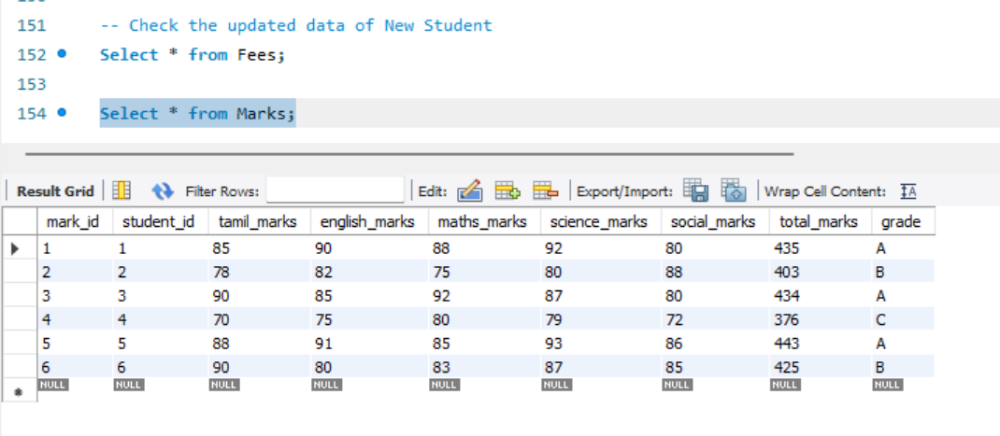 151 -- Check the updated data of New Student
152 Select * from Fees;
153
154 Select * from Marks;
Result Grid Filter Rows: Edit: Export/Import: Wrap Cell Content: IA
mark_id student_id tamil_marks english_marks maths_marks science_marks social_marks total_marks grade
1 1 85 90 88 92 80 435 A
2 2 78 82 75 80 88 403 B
3 3 90 85 92 87 80 434 A
4 4 70 75 80 79 72 376 C
5 5 88 91 85 93 86 443 A
6 6 90 80 83 87 85 425 B
NULL NULL NULL NULL NULL NULL NULL NULL NULL